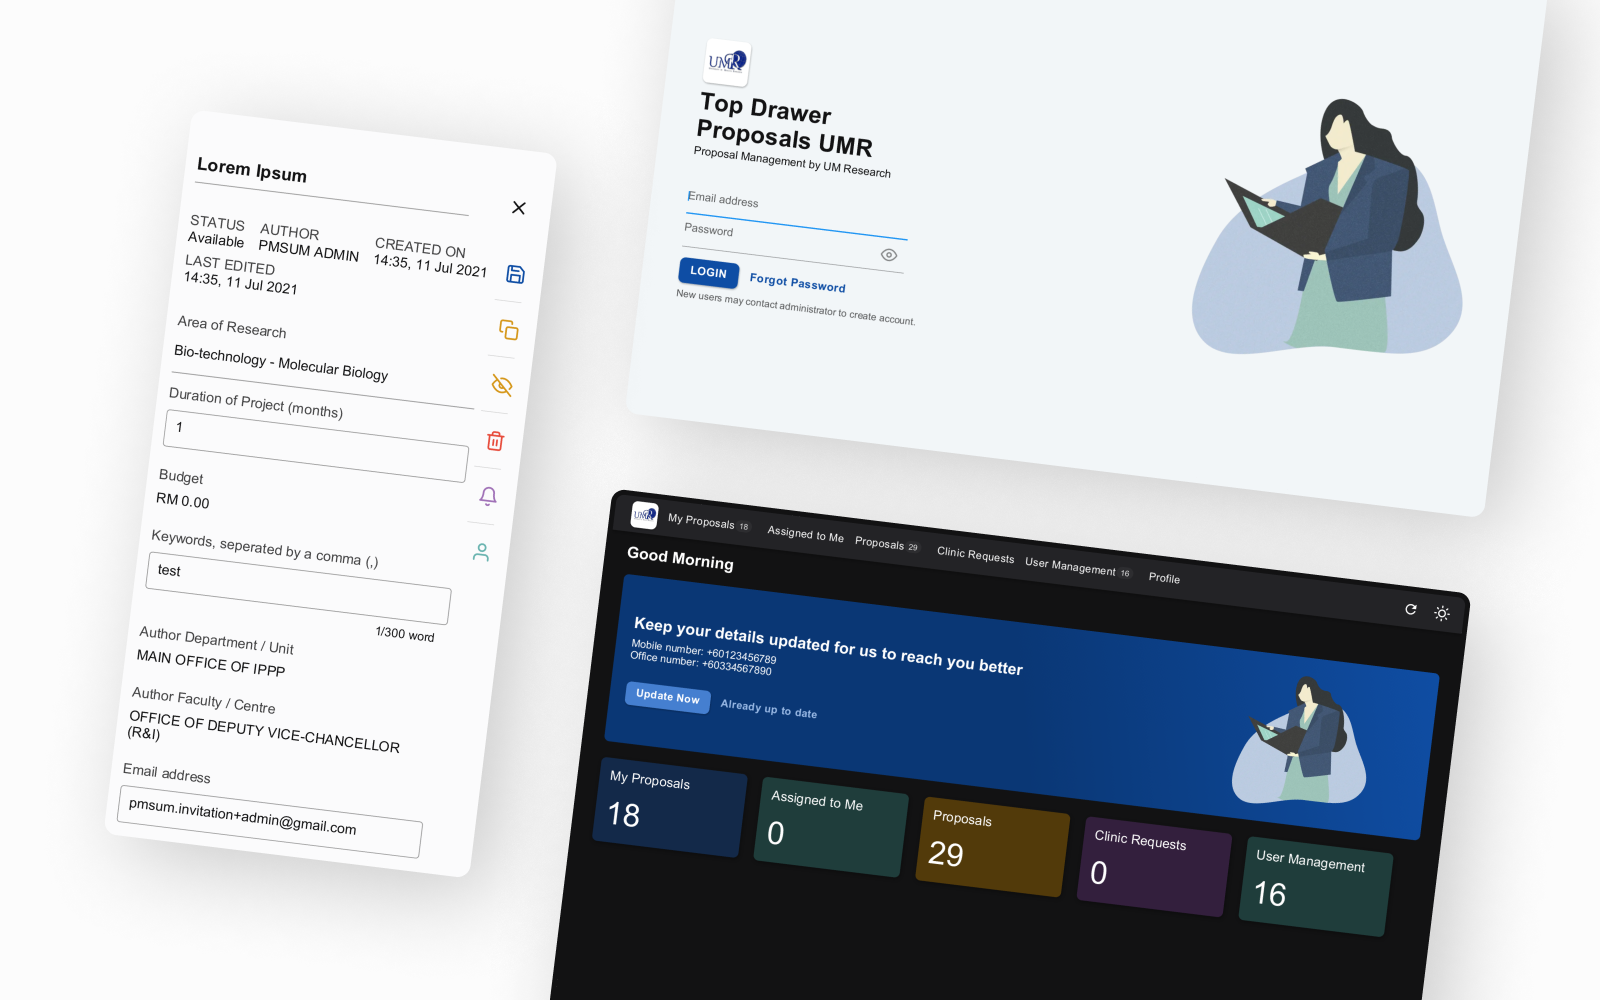 Lorem Ipsum
STATUS
Available
AUTHOR
PMSUM ADMIN
CREATED ON
14:35, 11 Jul 2021
LAST EDITED
14:35, 11 Jul 2021
Area of Research
Bio-technology - Molecular Biology
Duration of Project (months)
1
Budget
RM 0.00
Keywords, seperated by a comma (,)
test
1/300 word
Author Department / Unit
MAIN OFFICE OF IPPP
Author Faculty / Centre
OFFICE OF DEPUTY VICE-CHANCELLOR
(R&I)
Email address
pmsum.invitation+admin@gmail.com
UMR
Top Drawer
Proposals UMR
Proposal Management by UM Research
Email address
Password
LOGIN Forgot Password
New users may contact administrator to create account.
UMR My Proposals 18 Assigned to Me Proposals 29 Clinic Requests User Management 16 Profile
Good Morning
Keep your details updated for us to reach you better
Mobile number: +60123456789
Office number: +60334567890
Update Now Already up to date
My Proposals
18
Assigned to Me
0
Proposals
29
Clinic Requests
0
User Management
16